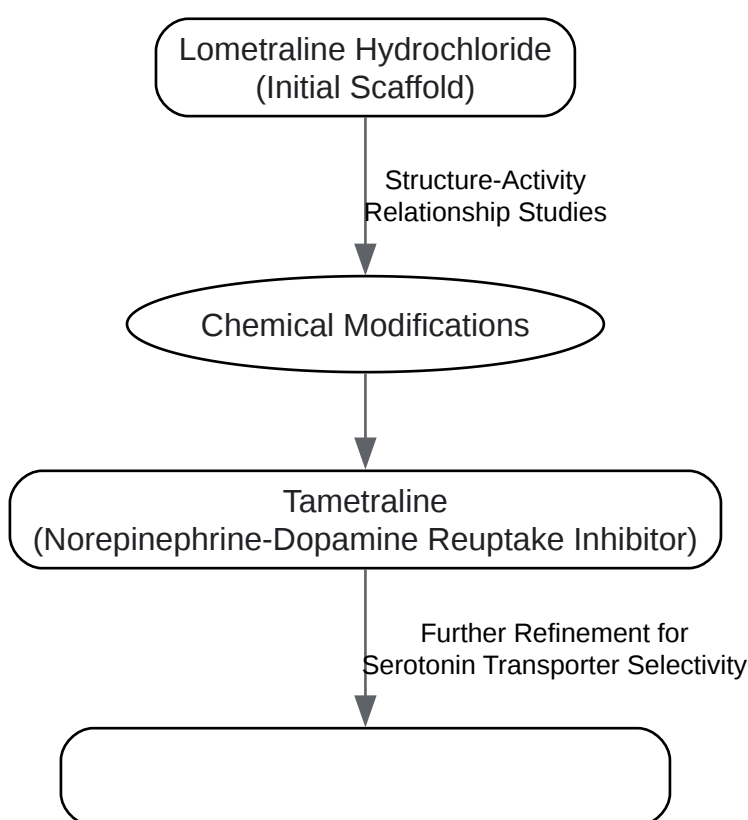 Lometraline Hydrochloride
(Initial Scaffold)
Structure-Activity
Relationship Studies
Chemical Modifications
Tametraline
(Norepinephrine-Dopamine Reuptake Inhibitor)
Further Refinement for
Serotonin Transporter Selectivity